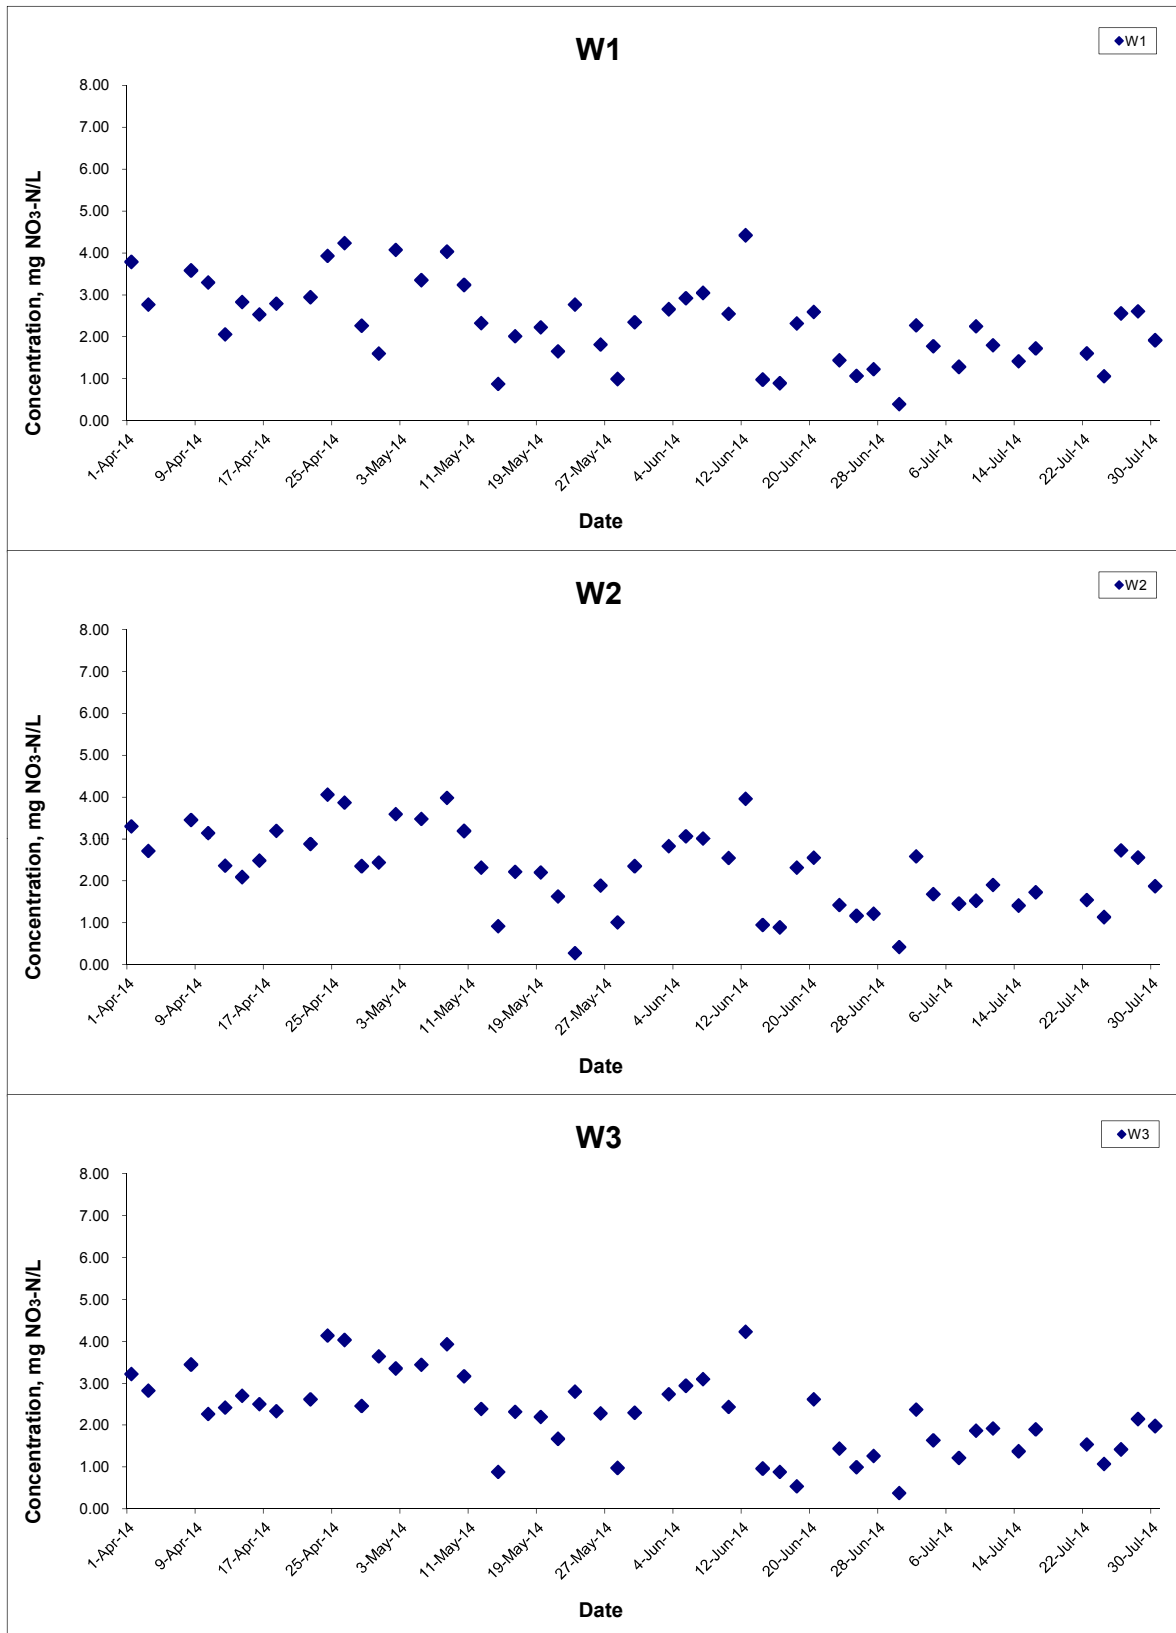 W1
W1
8.00
7.00
6.00
5.00
4.00
3.00
2.00
1.00
0.00
Concentration, mg NO3-N/L
1-Apr-14
9-Apr-14
17-Apr-14
25-Apr-14
3-May-14
11-May-14
19-May-14
27-May-14
4-Jun-14
12-Jun-14
20-Jun-14
28-Jun-14
6-Jul-14
14-Jul-14
22-Jul-14
30-Jul-14
Date
W2
W2
8.00
7.00
6.00
5.00
4.00
3.00
2.00
1.00
0.00
Concentration, mg NO3-N/L
1-Apr-14
9-Apr-14
17-Apr-14
25-Apr-14
3-May-14
11-May-14
19-May-14
27-May-14
4-Jun-14
12-Jun-14
20-Jun-14
28-Jun-14
6-Jul-14
14-Jul-14
22-Jul-14
30-Jul-14
Date
W3
W3
8.00
7.00
6.00
5.00
4.00
3.00
2.00
1.00
0.00
Concentration, mg NO3-N/L
1-Apr-14
9-Apr-14
17-Apr-14
25-Apr-14
3-May-14
11-May-14
19-May-14
27-May-14
4-Jun-14
12-Jun-14
20-Jun-14
28-Jun-14
6-Jul-14
14-Jul-14
22-Jul-14
30-Jul-14
Date